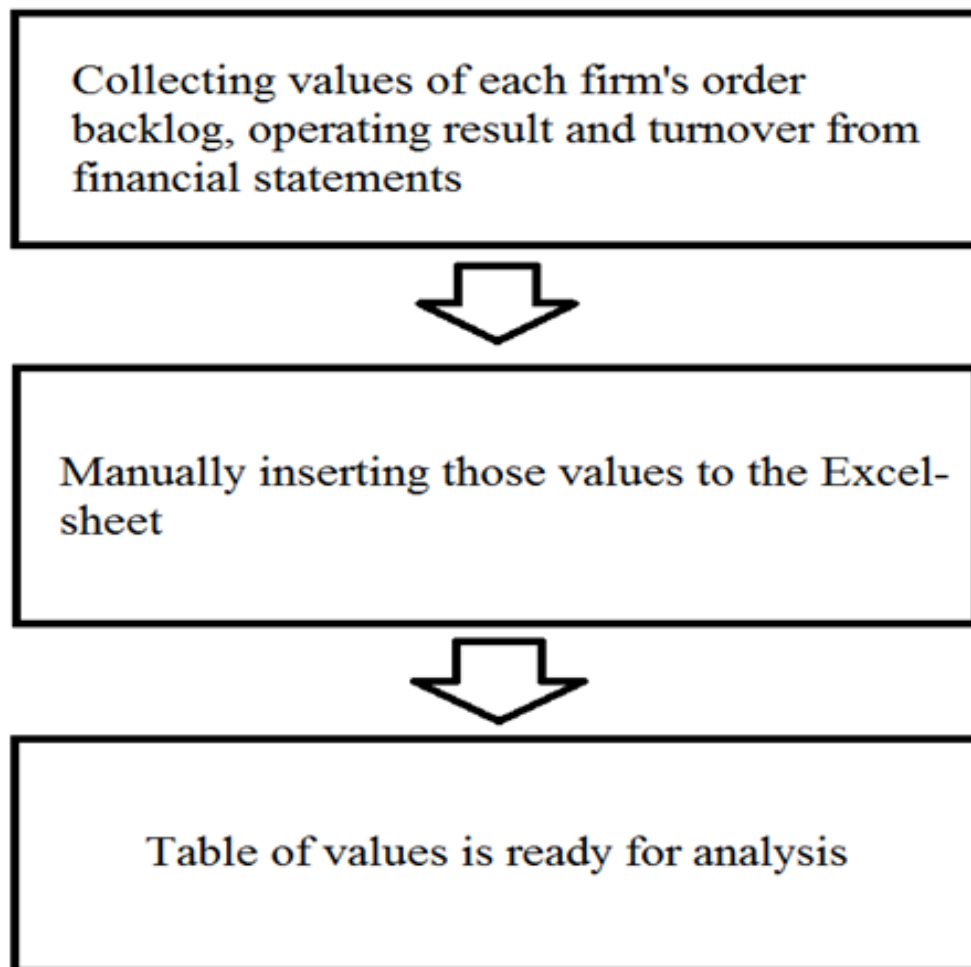 Collecting values of each firm's order
backlog, operating result and turnover from
financial statements
Manually inserting those values to the Excel-
sheet
Table of values is ready for analysis